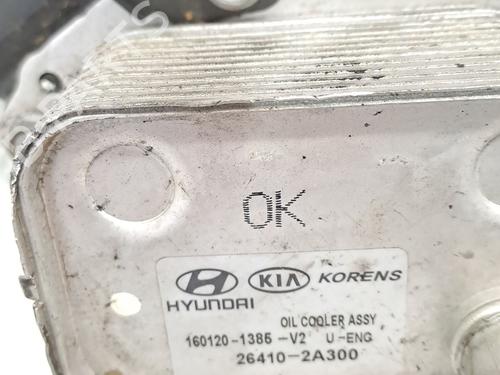 OK
HYUNDAI KIA KORENS
OIL COOLER ASSY
160120-1385-V2 U-ENG
26410-2A300